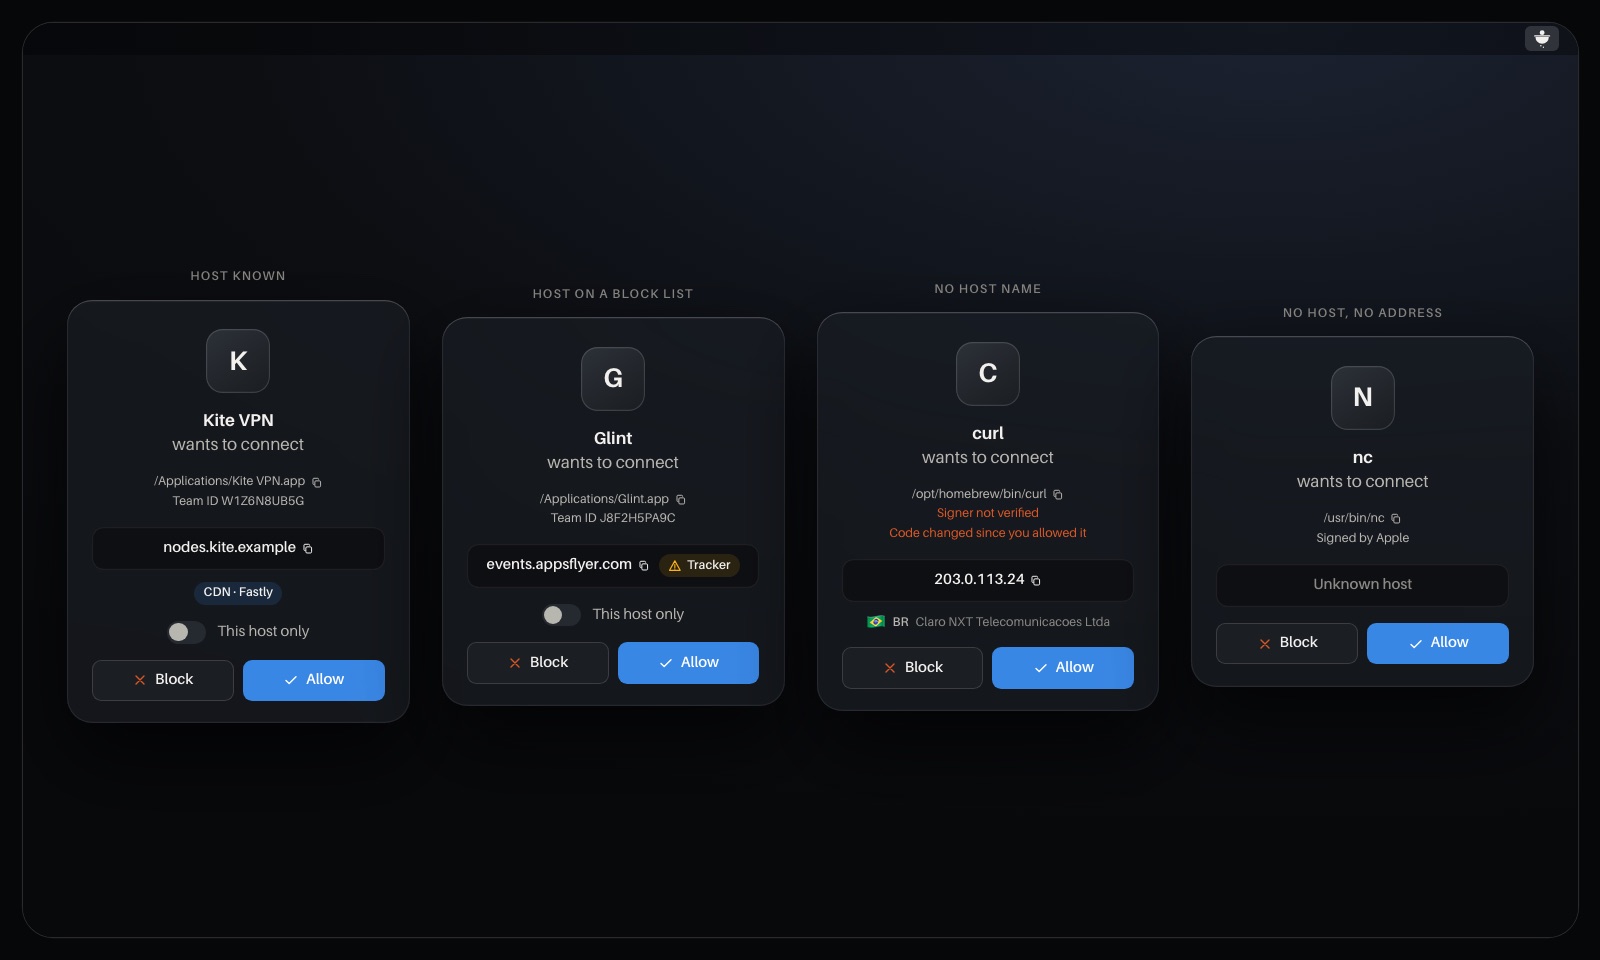 HOST KNOWN
K
Kite VPN
wants to connect
/Applications/Kite VPN.app
Team ID W1Z6N8UB5G
nodes.kite.example
CDN · Fastly
This host only
Block
Allow
HOST ON A BLOCK LIST
G
Glint
wants to connect
/Applications/Glint.app
Team ID J8F2H5PA9C
events.appsflyer.com Tracker
This host only
Block
Allow
NO HOST NAME
C
curl
wants to connect
/opt/homebrew/bin/curl
Signer not verified
Code changed since you allowed it
203.0.113.24
BR Claro NXT Telecomunicacoes Ltda
Block
Allow
NO HOST, NO ADDRESS
N
nc
wants to connect
/usr/bin/nc
Signed by Apple
Unknown host
Block
Allow